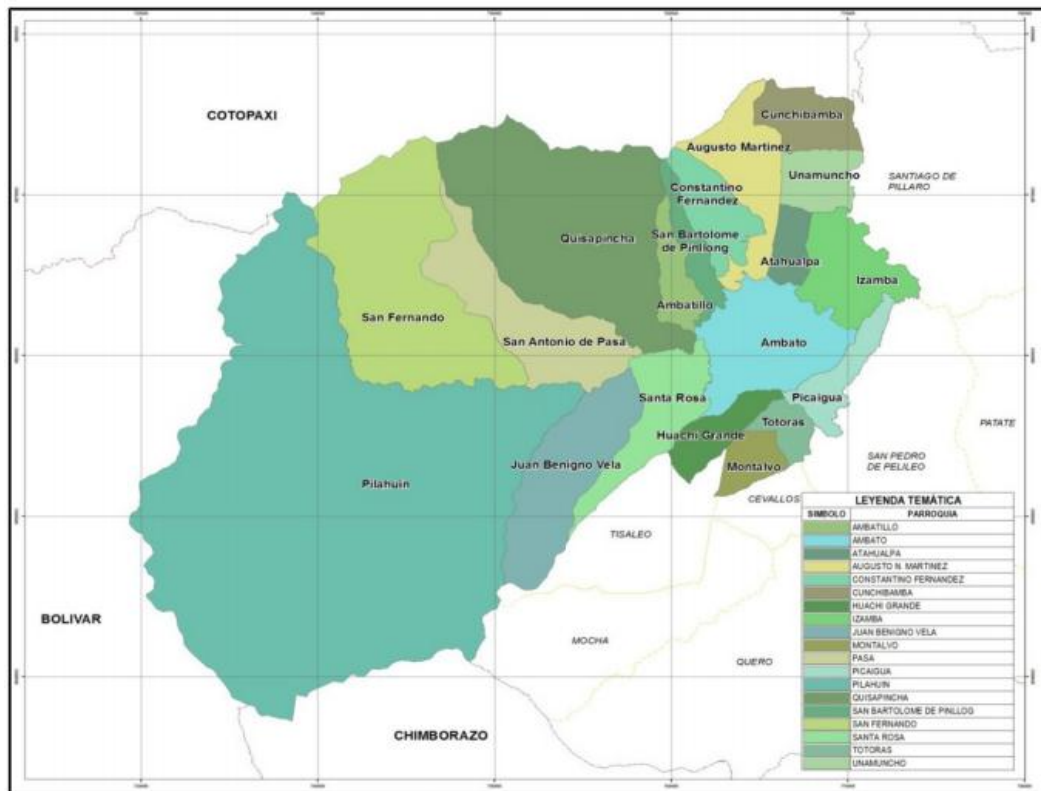 COTOPAXI
Cunchibamba
Augusto Martinez
Unamuncho
SANTIAGO DE
PILLARO
Constantino
Fernandez
San Bartolome
de Pinllong
Quisapincha
Atahualpa
Izamba
Ambatillo
San Fernando
San Antonio de Pasa
Ambato
Santa Rosa
Picaigua
Totoras
PATATE
Huachi Grande
SAN PEDRO
DE PELILEO
Juan Benigno Vela
Montalvo
Pilahuin
CEVALLOS
TISALEO
BOLIVAR
MOCHA
QUERO
CHIMBORAZO
LEYENDA TEMÁTICA
SIMBOLO PARROQUIA
AMBATILLO
AMBATO
ATAHUALPA
AUGUSTO N. MARTINEZ
CONSTANTINO FERNANDEZ
CUNCHIBAMBA
HUACHI GRANDE
IZAMBA
JUAN BENIGNO VELA
MONTALVO
PASA
PICAIGUA
PILAHUIN
QUISAPINCHA
SAN BARTOLOME DE PINLLOG
SAN FERNANDO
SANTA ROSA
TOTORAS
UNAMUNCHO